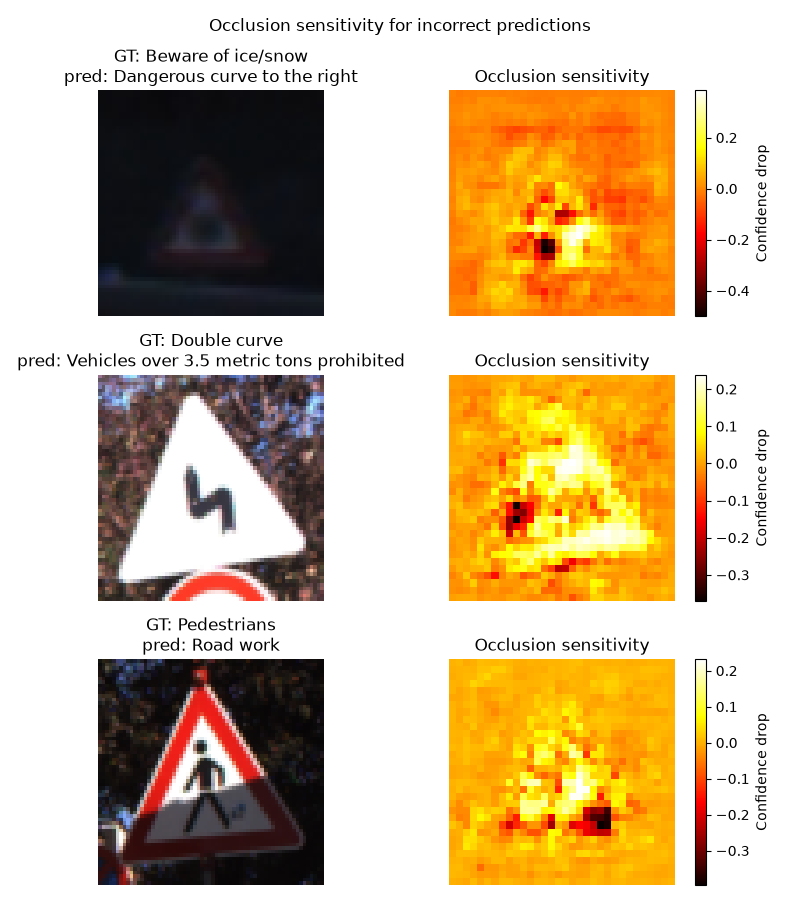 Occlusion sensitivity for incorrect predictions
GT: Beware of ice/snow
pred: Dangerous curve to the right
Occlusion sensitivity
0.2
0.0
−0.2
−0.4
Confidence drop
GT: Double curve
pred: Vehicles over 3.5 metric tons prohibited
Occlusion sensitivity
0.2
0.1
0.0
−0.1
−0.2
−0.3
Confidence drop
GT: Pedestrians
pred: Road work
Occlusion sensitivity
0.2
0.1
0.0
−0.1
−0.2
−0.3
Confidence drop